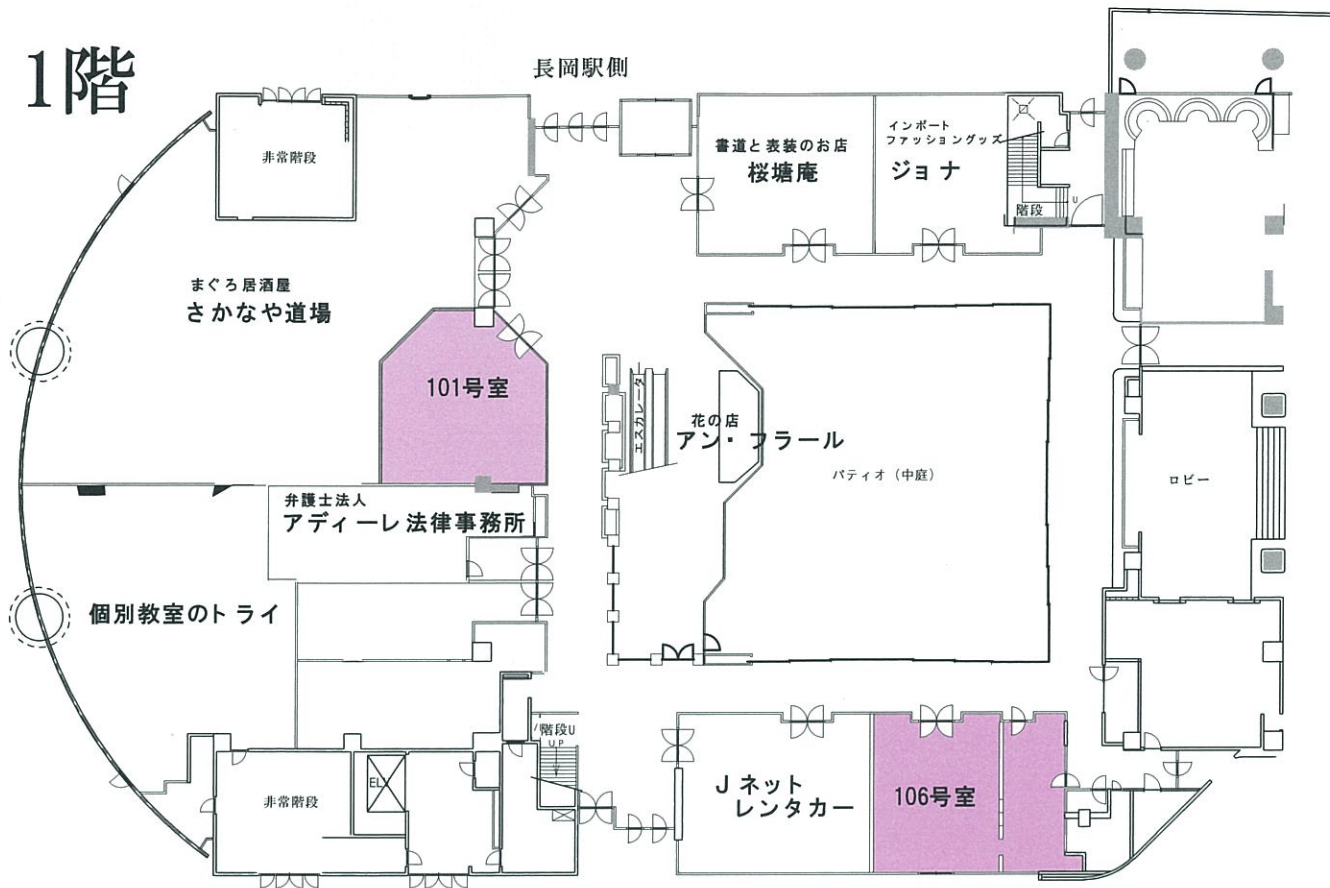 1階
長岡駅側
非常階段
書道と表装のお店
桜塘庵
インポート
ファッショングッズ
ジョナ
階段
U
まぐろ居酒屋
さかなや道場
101号室
エスカレータ
花の店
アン・フラール
パティオ（中庭）
ロビー
弁護士法人
アディーレ法律事務所
個別教室のトライ
階段U
UP
非常階段
EL
Jネット
レンタカー
106号室